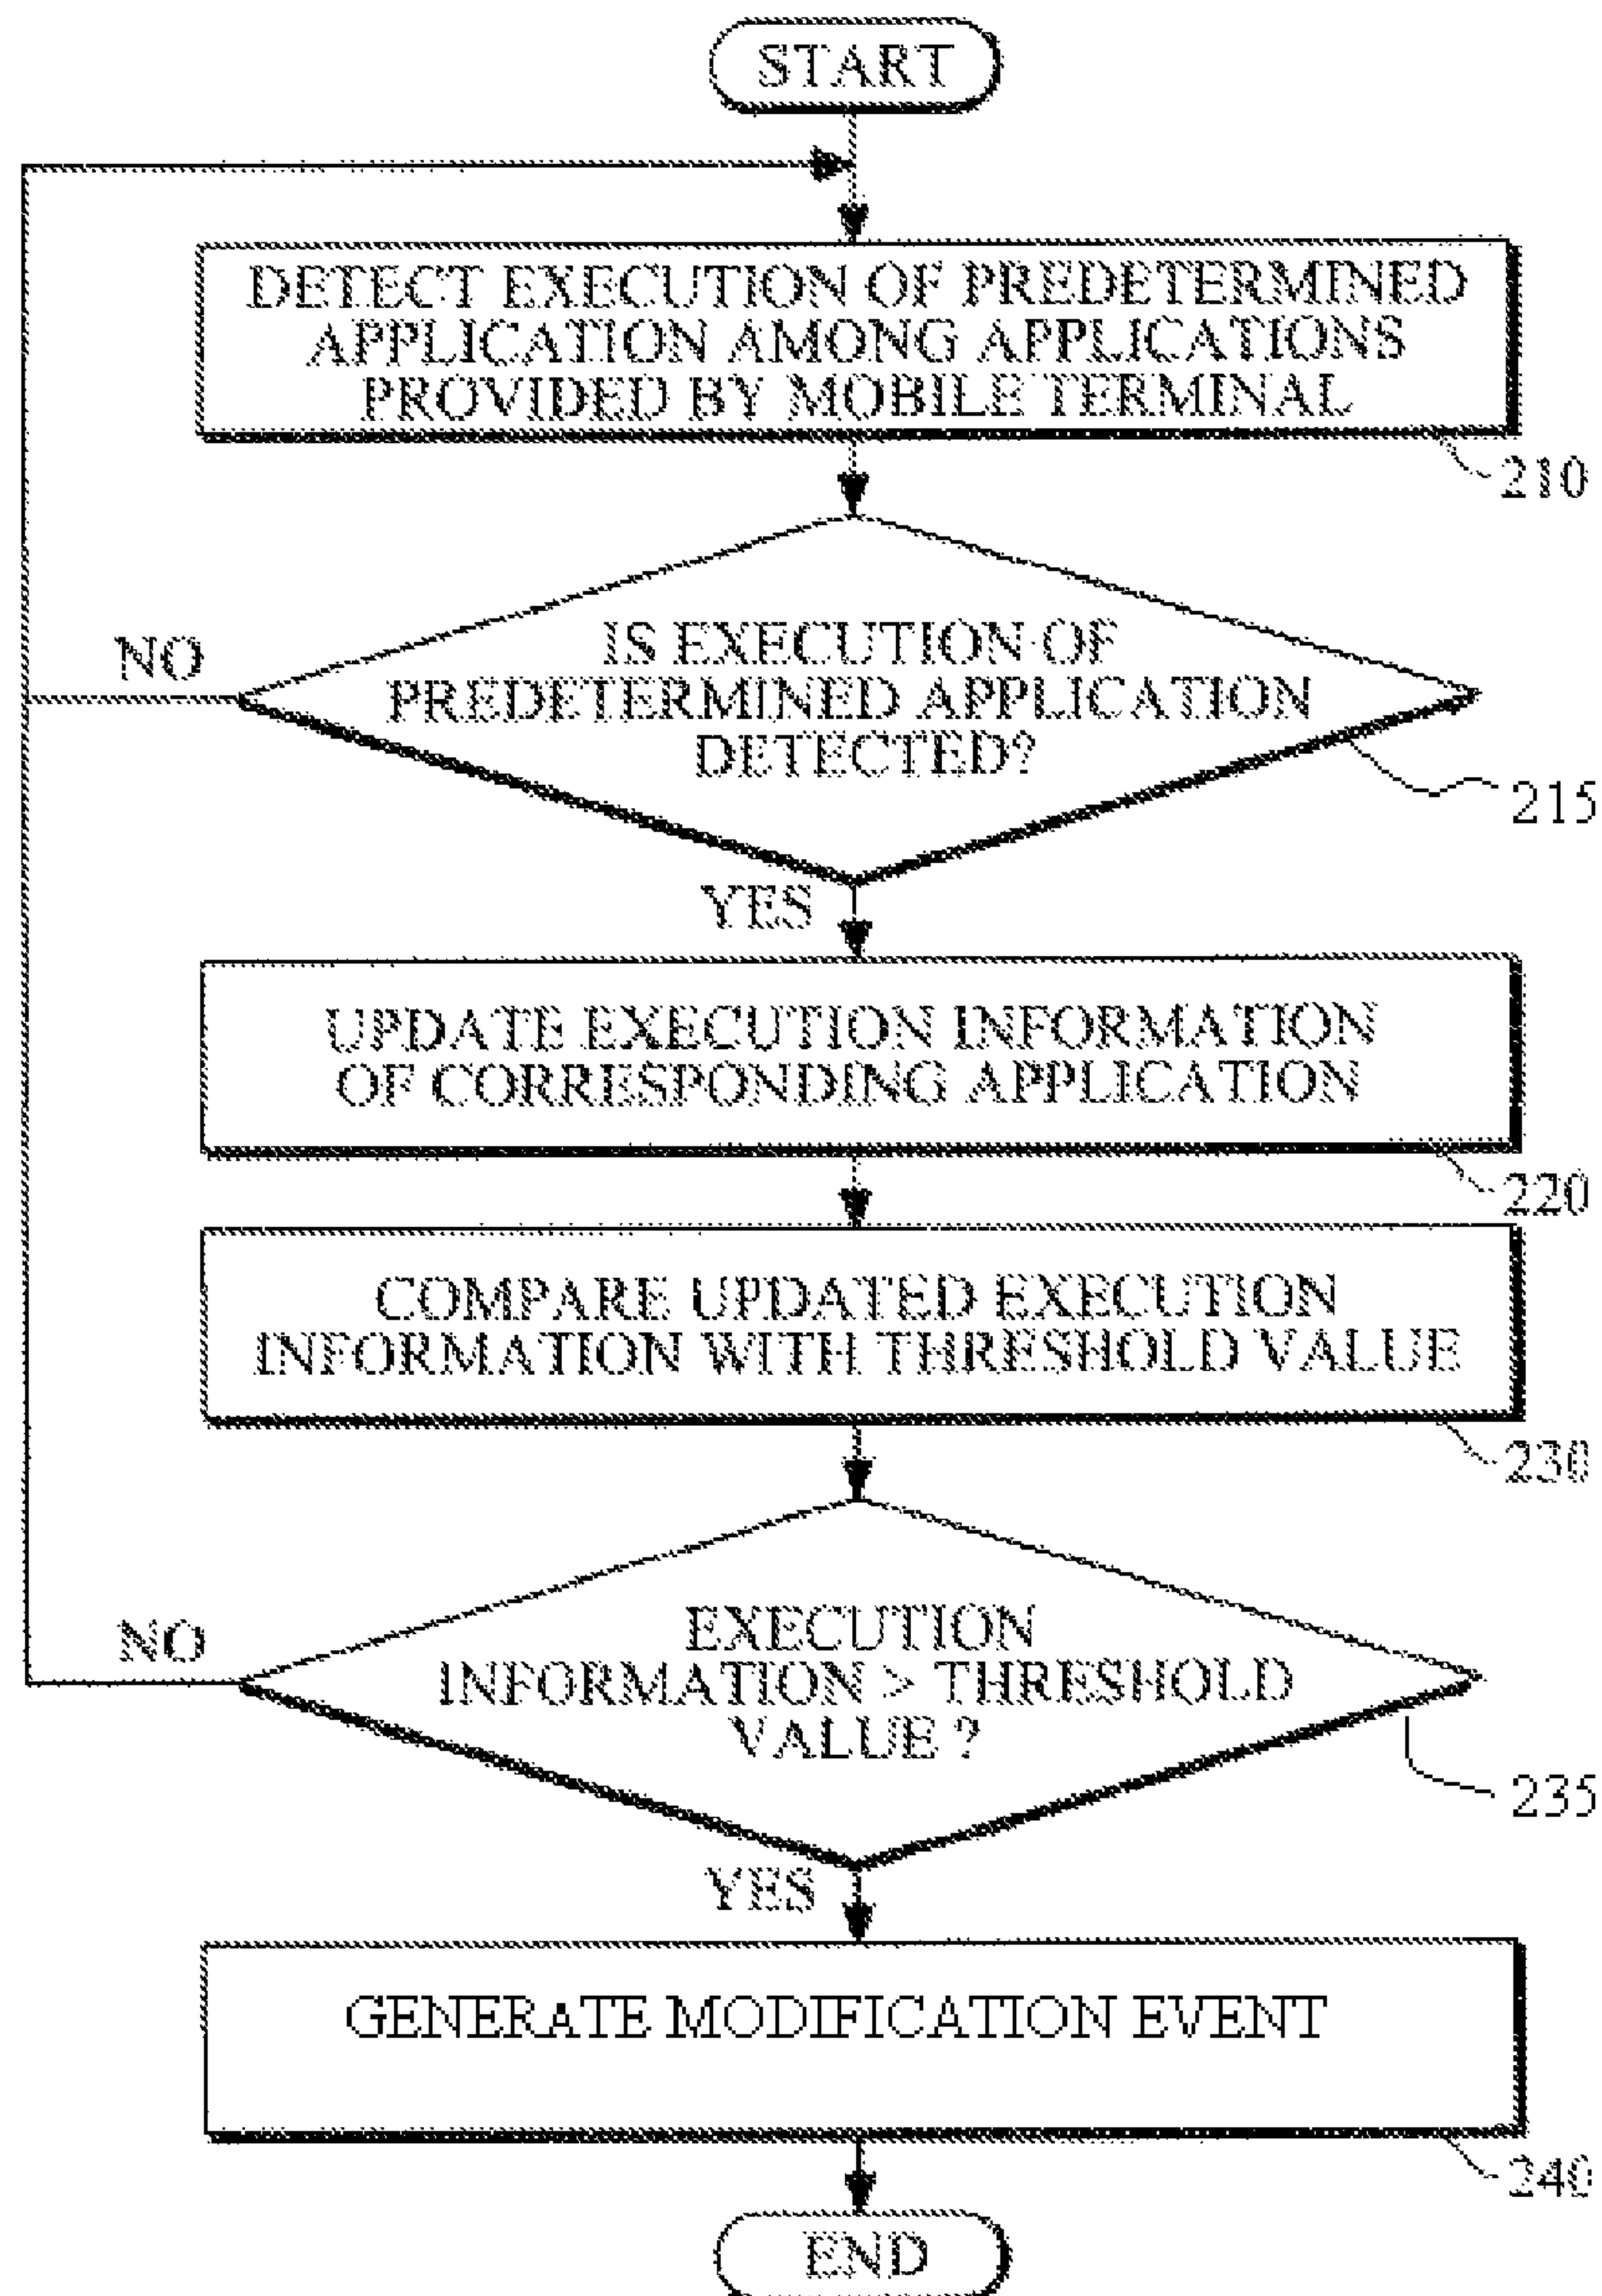 START
DETECT EXECUTION OF PREDETERMINED
APPLICATION AMONG APPLICATIONS
PROVIDED BY MOBILE TERMINAL
210
NO
IS EXECUTION OF
PREDETERMINED APPLICATION
DETECTED?
215
YES
UPDATE EXECUTION INFORMATION
OF CORRESPONDING APPLICATION
220
COMPARE UPDATED EXECUTION
INFORMATION WITH THRESHOLD VALUE
230
NO
EXECUTION
INFORMATION > THRESHOLD
VALUE ?
235
YES
GENERATE MODIFICATION EVENT
240
END